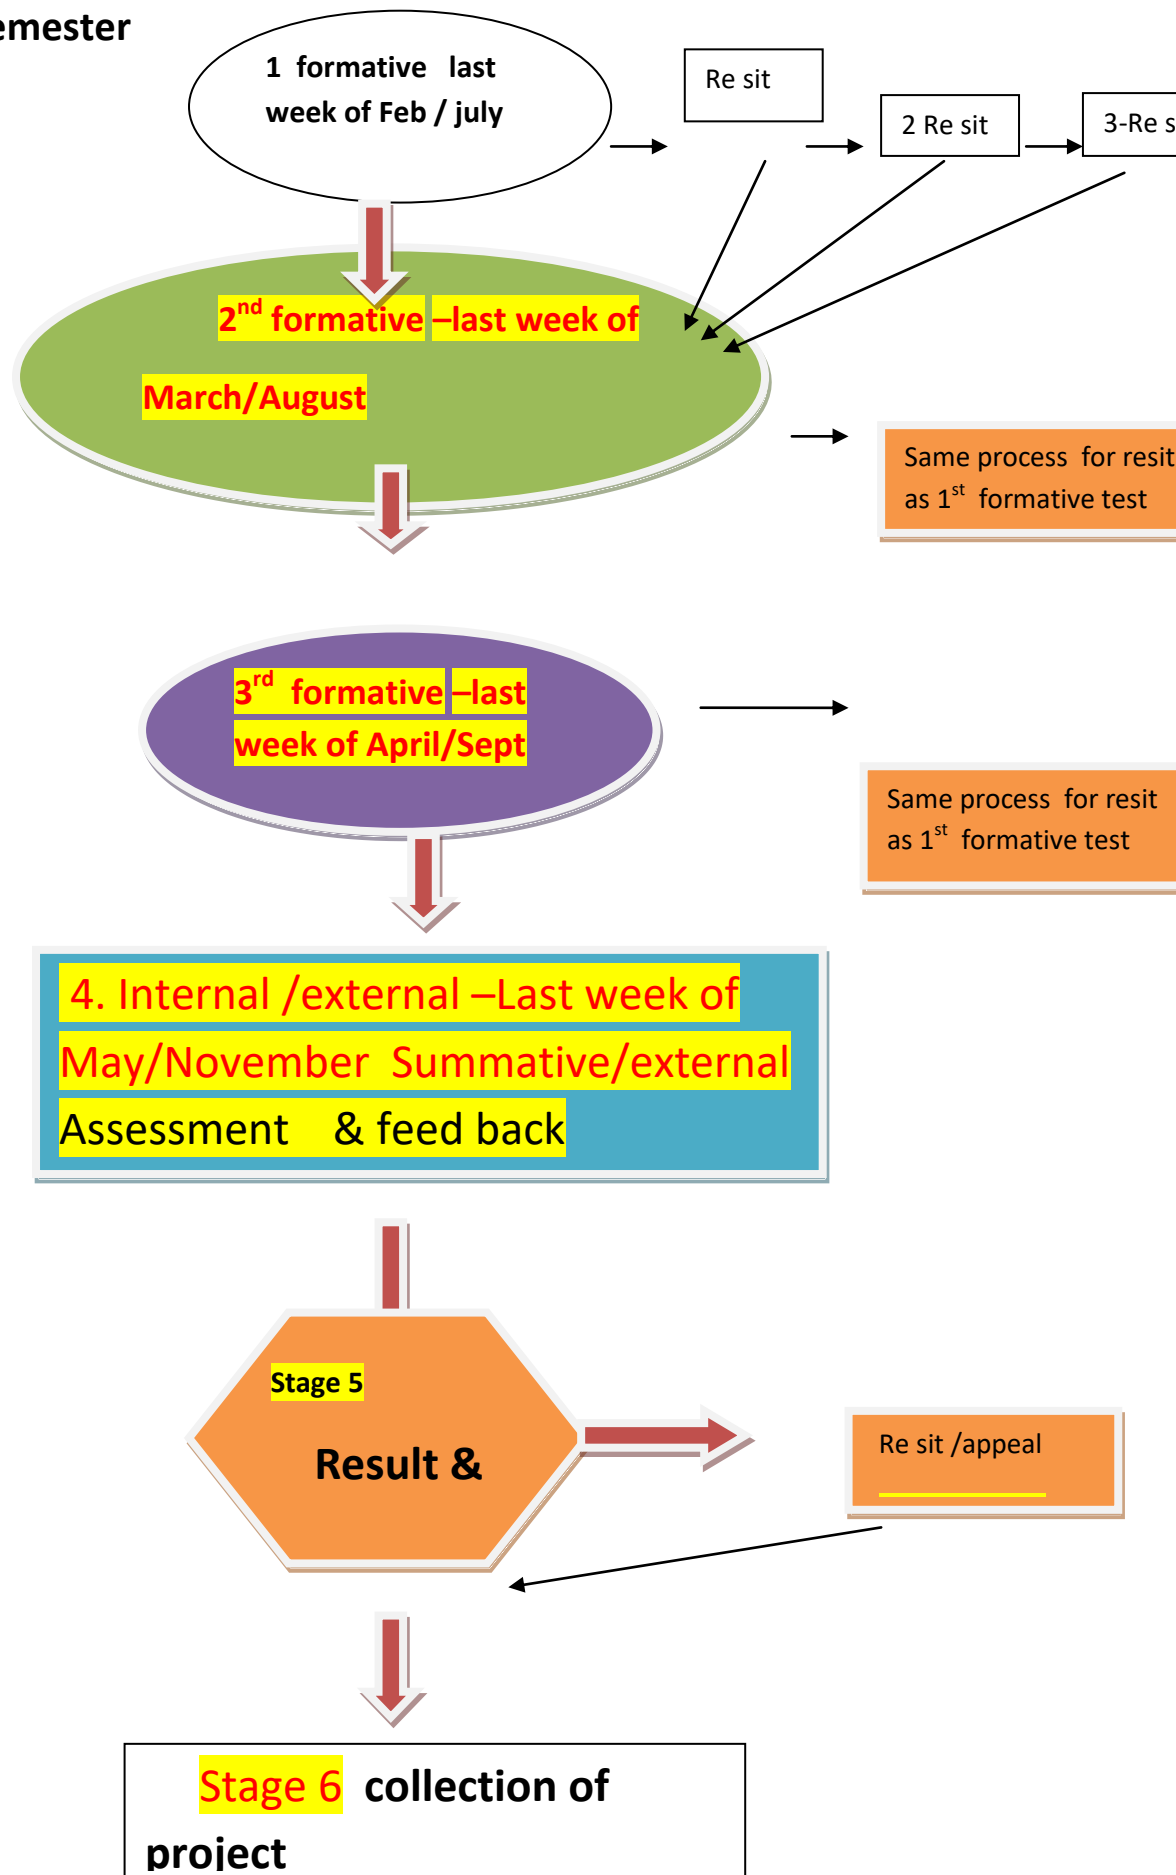 emester
1 formative last
week of Feb / july
Re sit
2 Re sit
3-Re s
2nd formative –last week of
March/August
Same process for resit
as 1st formative test
3rd formative –last
week of April/Sept
Same process for resit
as 1st formative test
4. Internal /external –Last week of
May/November Summative/external
Assessment & feed back
Stage 5
Result &
Re sit /appeal
Stage 6 collection of
project